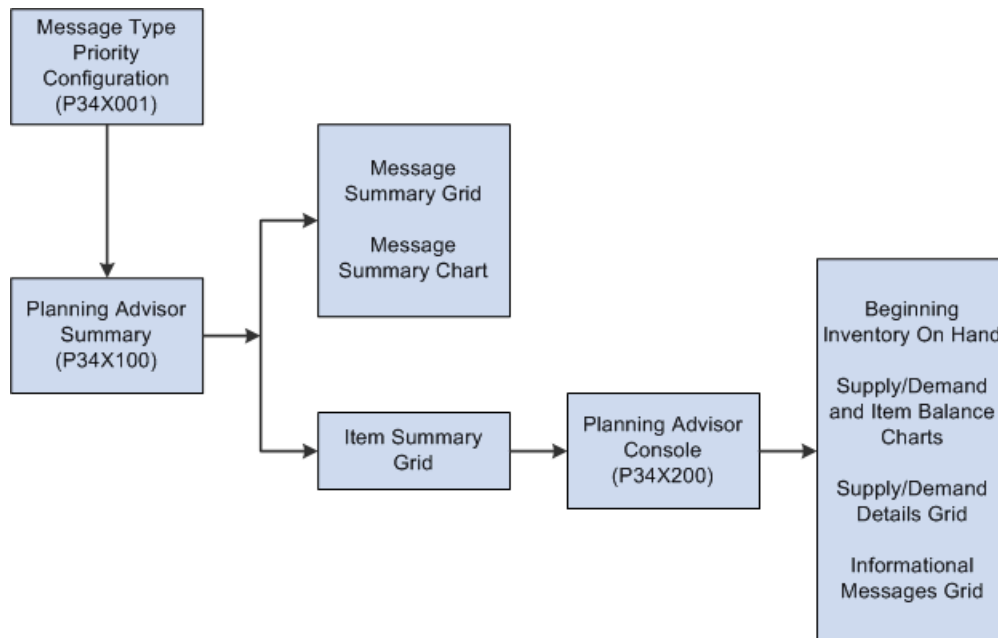 Message Type
Priority
Configuration
(P34X001)
Message
Summary Grid
Message
Summary Chart
Planning Advisor
Summary
(P34X100)
Item Summary
Grid
Planning Advisor
Console
(P34X200)
Beginning
Inventory On Hand
Supply/Demand
and Item Balance
Charts
Supply/Demand
Details Grid
Informational
Messages Grid